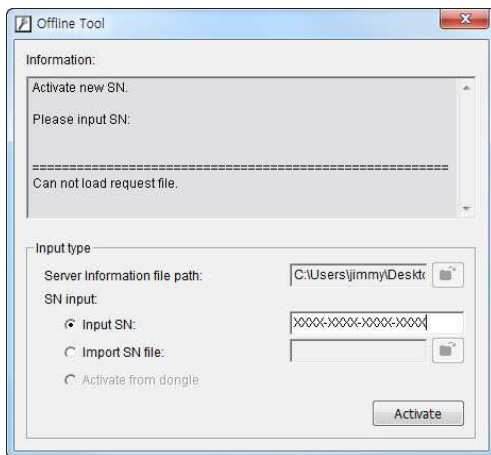 Offline Tool
Information:
Activate new SN.
Please input SN:
========================================================
Can not load request file.
Input type
Server Information file path:
C:\Users\jimmy\Deskto
SN input:
Input SN:
XXXX-XXXX-XXXX-XXXX
Import SN file:
Activate from dongle
Activate